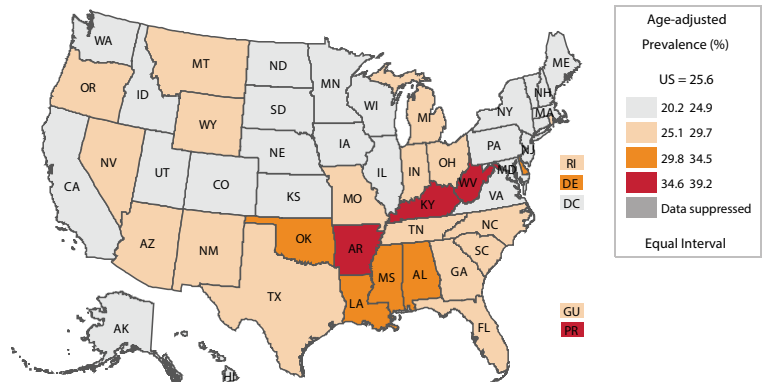 WA
MT
ND
MN
ME
OR
ID
SD
WI
MI
NY
NH
MA
WY
IA
PA
NJ
NV
UT
NE
IL
IN
OH
MD
RI
CA
CO
KS
MO
KY
WV
VA
DE
DC
AZ
NM
OK
AR
TN
NC
SC
TX
LA
MS
AL
GA
FL
GU
PR
AK
HI
Age-adjusted
Prevalence (%)
US = 25.6
20.2 24.9
25.1 29.7
29.8 34.5
34.6 39.2
Data suppressed
Equal Interval